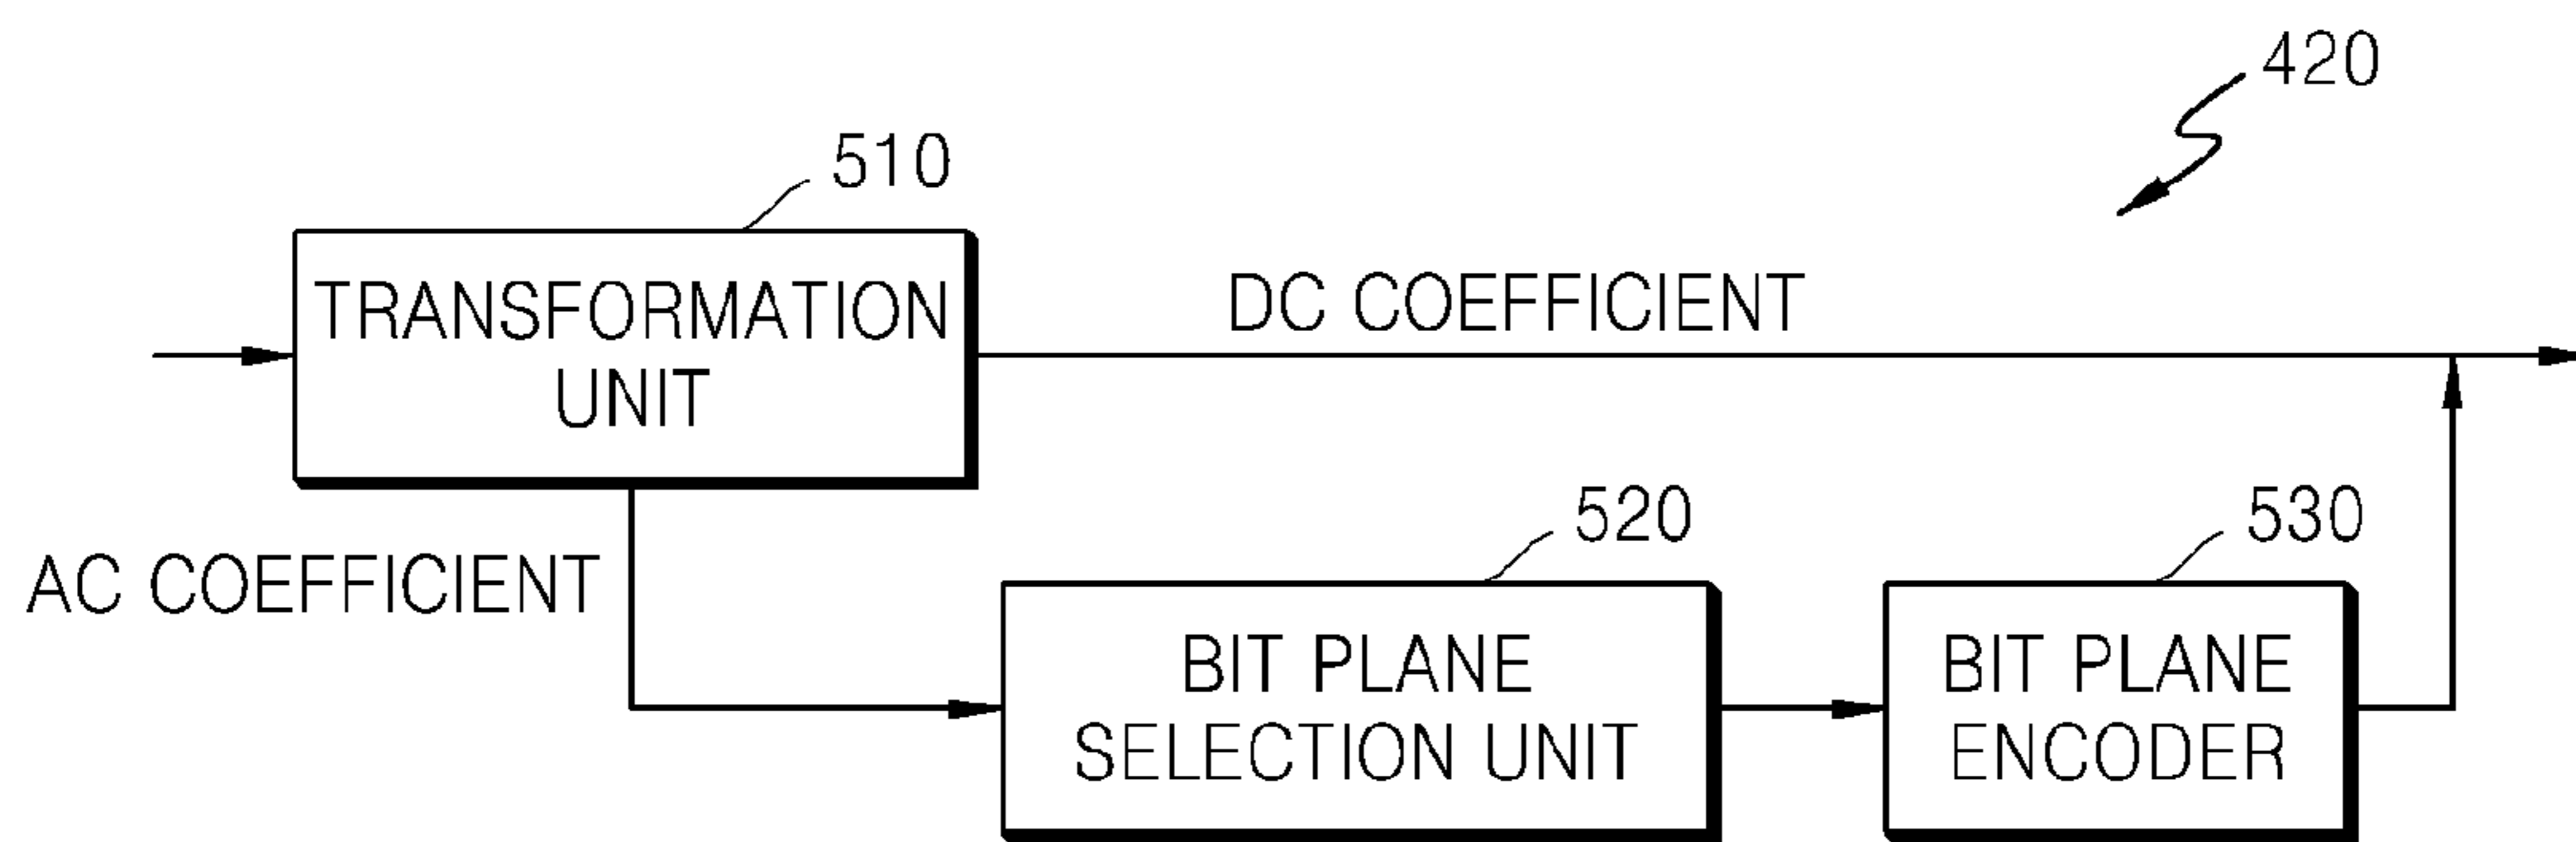 420
510
TRANSFORMATION
UNIT
DC COEFFICIENT
AC COEFFICIENT
520
BIT PLANE
SELECTION UNIT
530
BIT PLANE
ENCODER